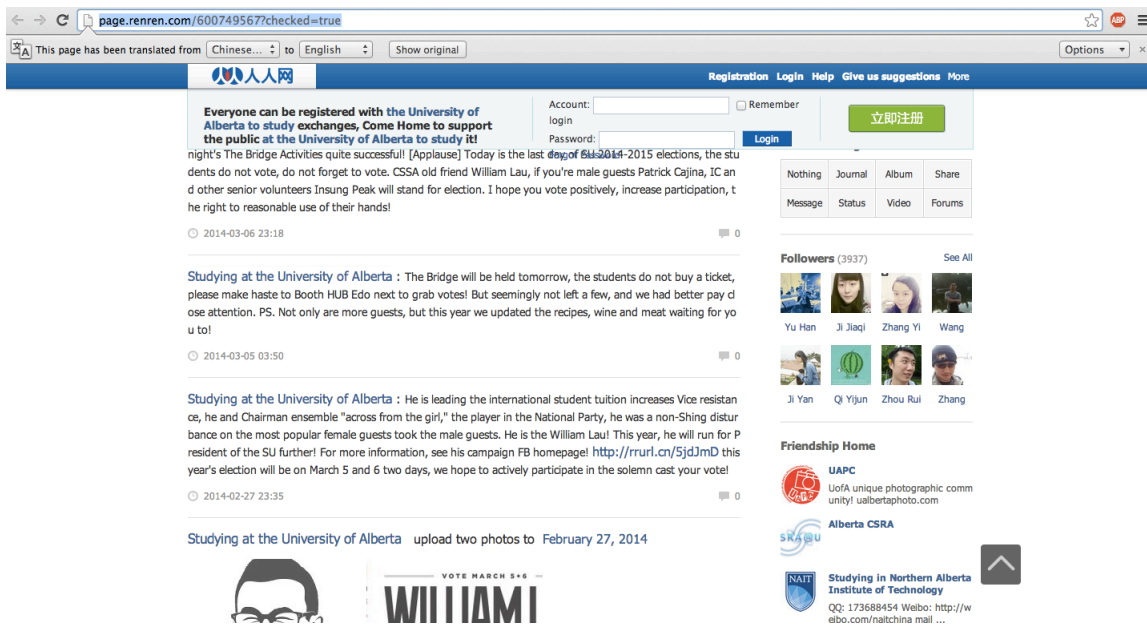 page.renren.com/600749567?checked=true
ABP
This page has been translated from Chinese... to English Show original Options
人人网
Registration Login Help Give us suggestions More
Everyone can be registered with the University of
Alberta to study exchanges, Come Home to support
the public at the University of Alberta to study it!
Account: Remember
login
Password: Login
立即注册
night's The Bridge Activities quite successful! [Applause] Today is the last day of SU 2014-2015 elections, the stu
dents do not vote, do not forget to vote. CSSA old friend William Lau, if you're male guests Patrick Cajina, IC an
d other senior volunteers Insung Peak will stand for election. I hope you vote positively, increase participation, t
he right to reasonable use of their hands!
2014-03-06 23:18 0
Studying at the University of Alberta : The Bridge will be held tomorrow, the students do not buy a ticket,
please make haste to Booth HUB Edo next to grab votes! But seemingly not left a few, and we had better pay cl
ose attention. PS. Not only are more guests, but this year we updated the recipes, wine and meat waiting for yo
u to!
2014-03-05 03:50 0
Studying at the University of Alberta : He is leading the international student tuition increases Vice resistan
ce, he and Chairman ensemble "across from the girl," the player in the National Party, he was a non-Shing distur
bance on the most popular female guests took the male guests. He is the William Lau! This year, he will run for P
resident of the SU further! For more information, see his campaign FB homepage! http://rrurl.cn/5jdJmD this
year's election will be on March 5 and 6 two days, we hope to actively participate in the solemn cast your vote!
2014-02-27 23:35 0
Studying at the University of Alberta upload two photos to February 27, 2014
VOTE MARCH 5+6
WILLIAM
Nothing Journal Album Share
Message Status Video Forums
Followers (3937) See All
Yu Han Ji Jiaqi Zhang Yi Wang
Ji Yan Qi Yijun Zhou Rui Zhang
Friendship Home
UAPC
UofA unique photographic comm
unity! ualbertaphoto.com
Alberta CSRA
NAIT
Studying in Northern Alberta
Institute of Technology
QQ: 173688454 Weibo: http://w
eibo.com/naitchina mail ...